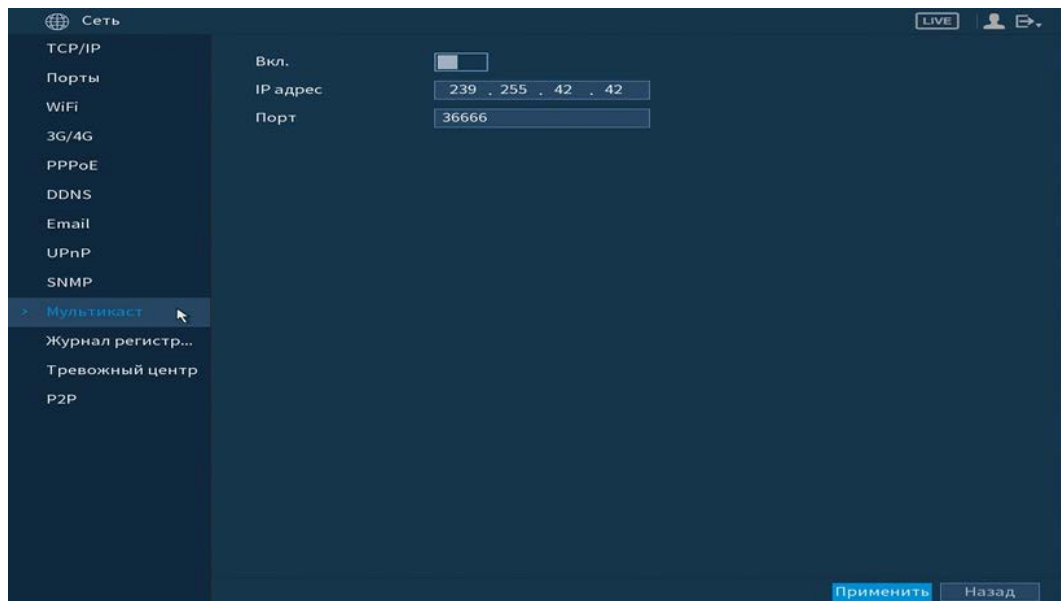 Сеть
LIVE
TCP/IP
Порты
WiFi
3G/4G
PPPoE
DDNS
Email
UPnP
SNMP
Мультикаст
Журнал регистр...
Тревожный центр
P2P
Вкл.
IP адрес 239 . 255 . 42 . 42
Порт 36666
Применить Назад